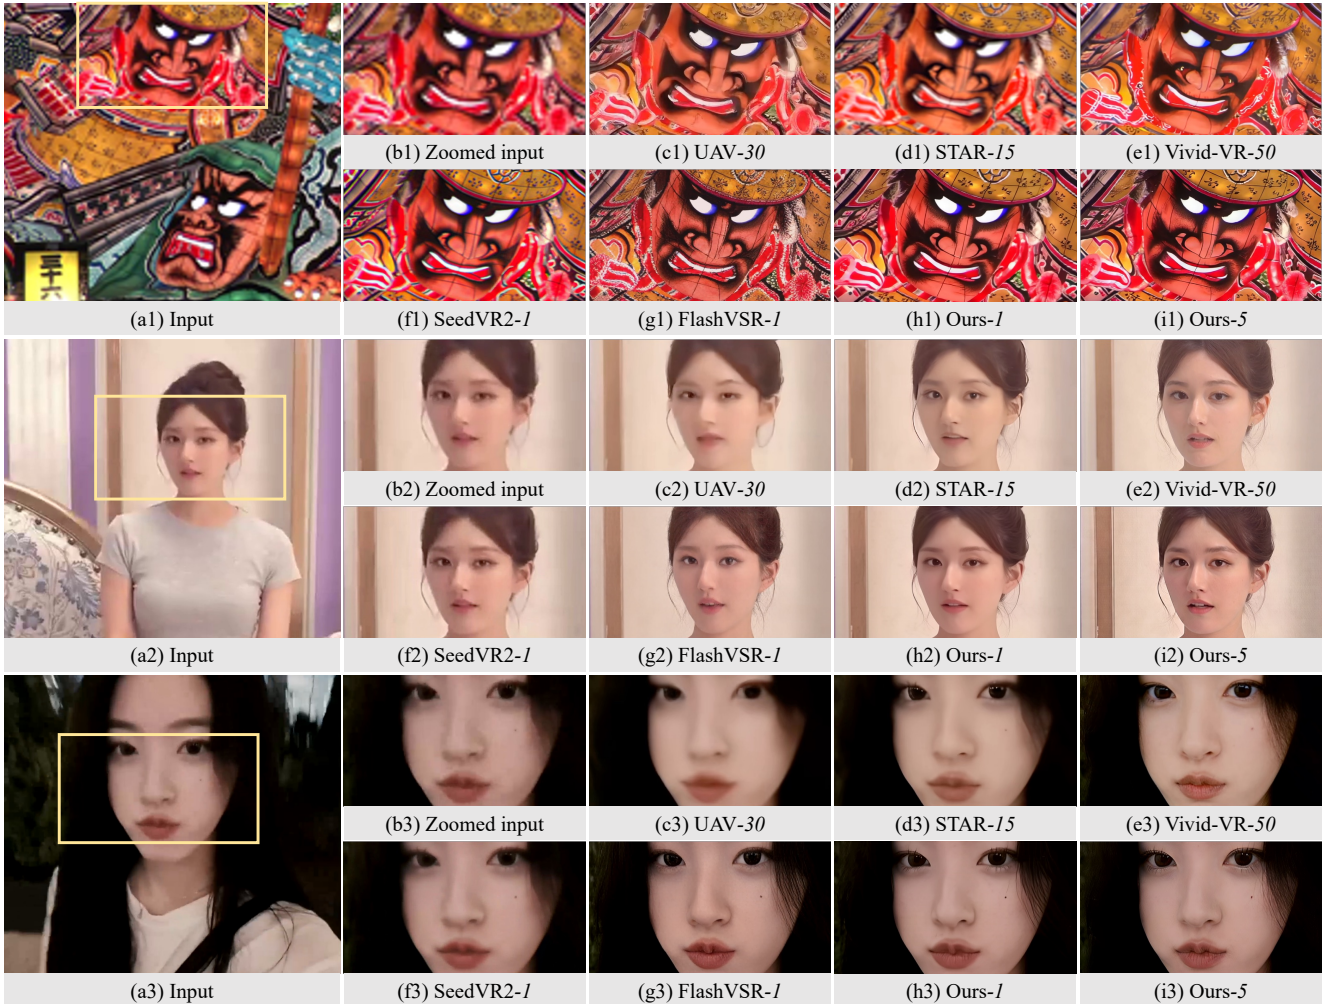 三十六
(b1) Zoomed input
(c1) UAV-30
(d1) STAR-15
(e1) Vivid-VR-50
(a1) Input
(f1) SeedVR2-1
(g1) FlashVSR-1
(h1) Ours-1
(i1) Ours-5
(b2) Zoomed input
(c2) UAV-30
(d2) STAR-15
(e2) Vivid-VR-50
(a2) Input
(f2) SeedVR2-1
(g2) FlashVSR-1
(h2) Ours-1
(i2) Ours-5
(b3) Zoomed input
(c3) UAV-30
(d3) STAR-15
(e3) Vivid-VR-50
(a3) Input
(f3) SeedVR2-1
(g3) FlashVSR-1
(h3) Ours-1
(i3) Ours-5